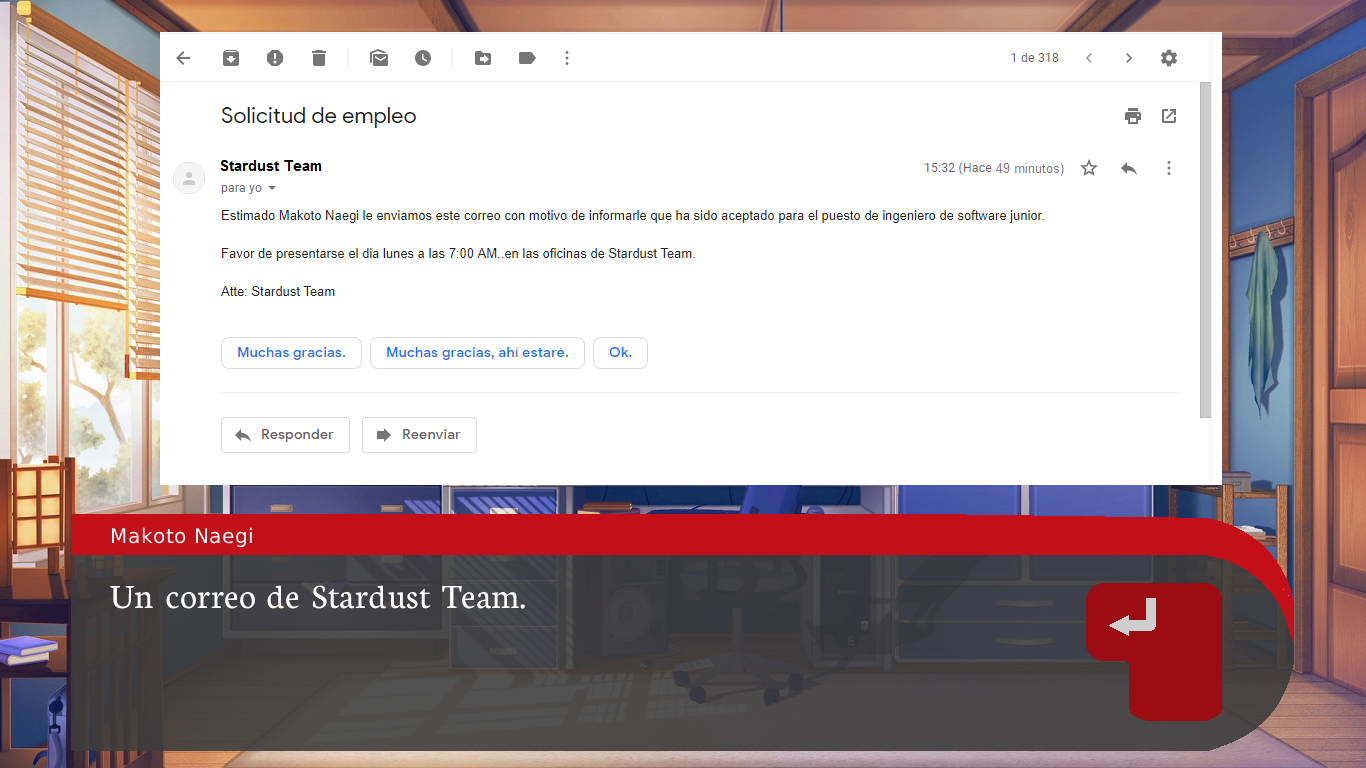 1 de 318
Solicitud de empleo
Stardust Team
15:32 (Hace 49 minutos)
para yo
Estimado Makoto Naegi le enviamos este correo con motivo de informarle que ha sido aceptado para el puesto de ingeniero de software junior.
Favor de presentarse el dia lunes a las 7:00 AM..en las oficinas de Stardust Team.
Atte: Stardust Team
Muchas gracias.
Muchas gracias, ahí estaré.
Ok.
Responder
Reenviar
Makoto Naegi
Un correo de Stardust Team.